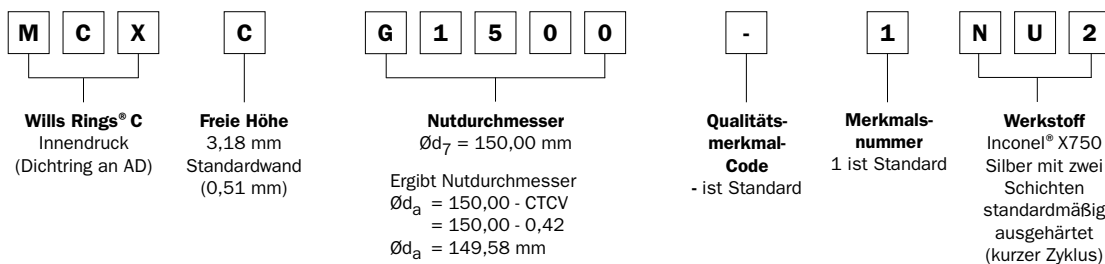 M C X C G 1 5 0 0 - 1 N U 2
Wills Rings® C
Innendruck
(Dichtring an AD)
Freie Höhe
3,18 mm
Standardwand
(0,51 mm)
Nutdurchmesser
Ød7 = 150,00 mm
Ergibt Nutdurchmesser
Øda = 150,00 - CTCV
= 150,00 - 0,42
Øda = 149,58 mm
Qualitäts-
merkmal-
Code
- ist Standard
Merkmals-
nummer
1 ist Standard
Werkstoff
Inconel® X750
Silber mit zwei
Schichten
standardmäßig
ausgehärtet
(kurzer Zyklus)